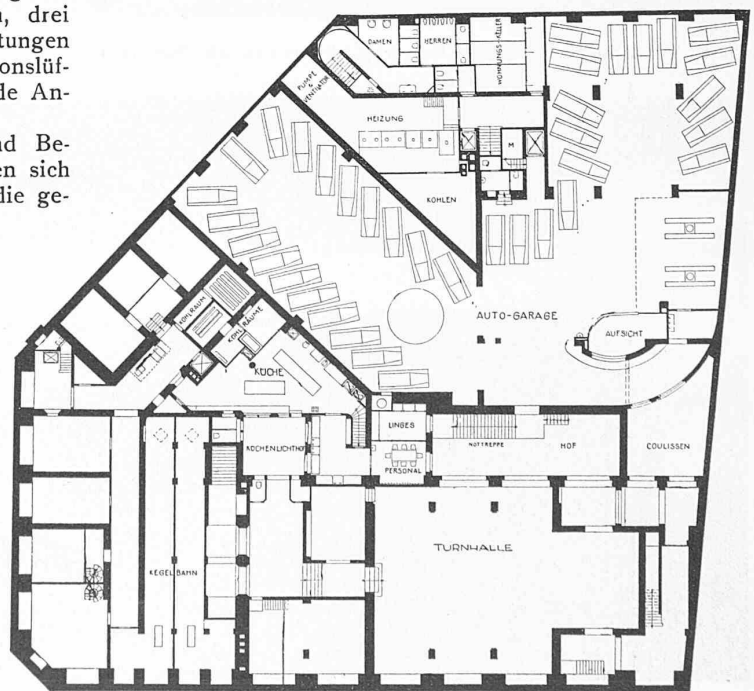 n, drei
tungen
onslüf-
de An-
nd Be-
en sich
die ge-
DAMEN
HERREN
WOHNUNGS-KELLER
PUMPE
VENTILATOR
HEIZUNG
M
KOHLEN
AUTO-GARAGE
AUFSICHT
KÜHLRAUM
KÜHLRÄUME
KÜCHE
LINGES
KÜCHENLICHTHOF
NOTTREPPE
HOF
COULISSEN
PERSONAL
TURNHALLE
KEGELBAHN